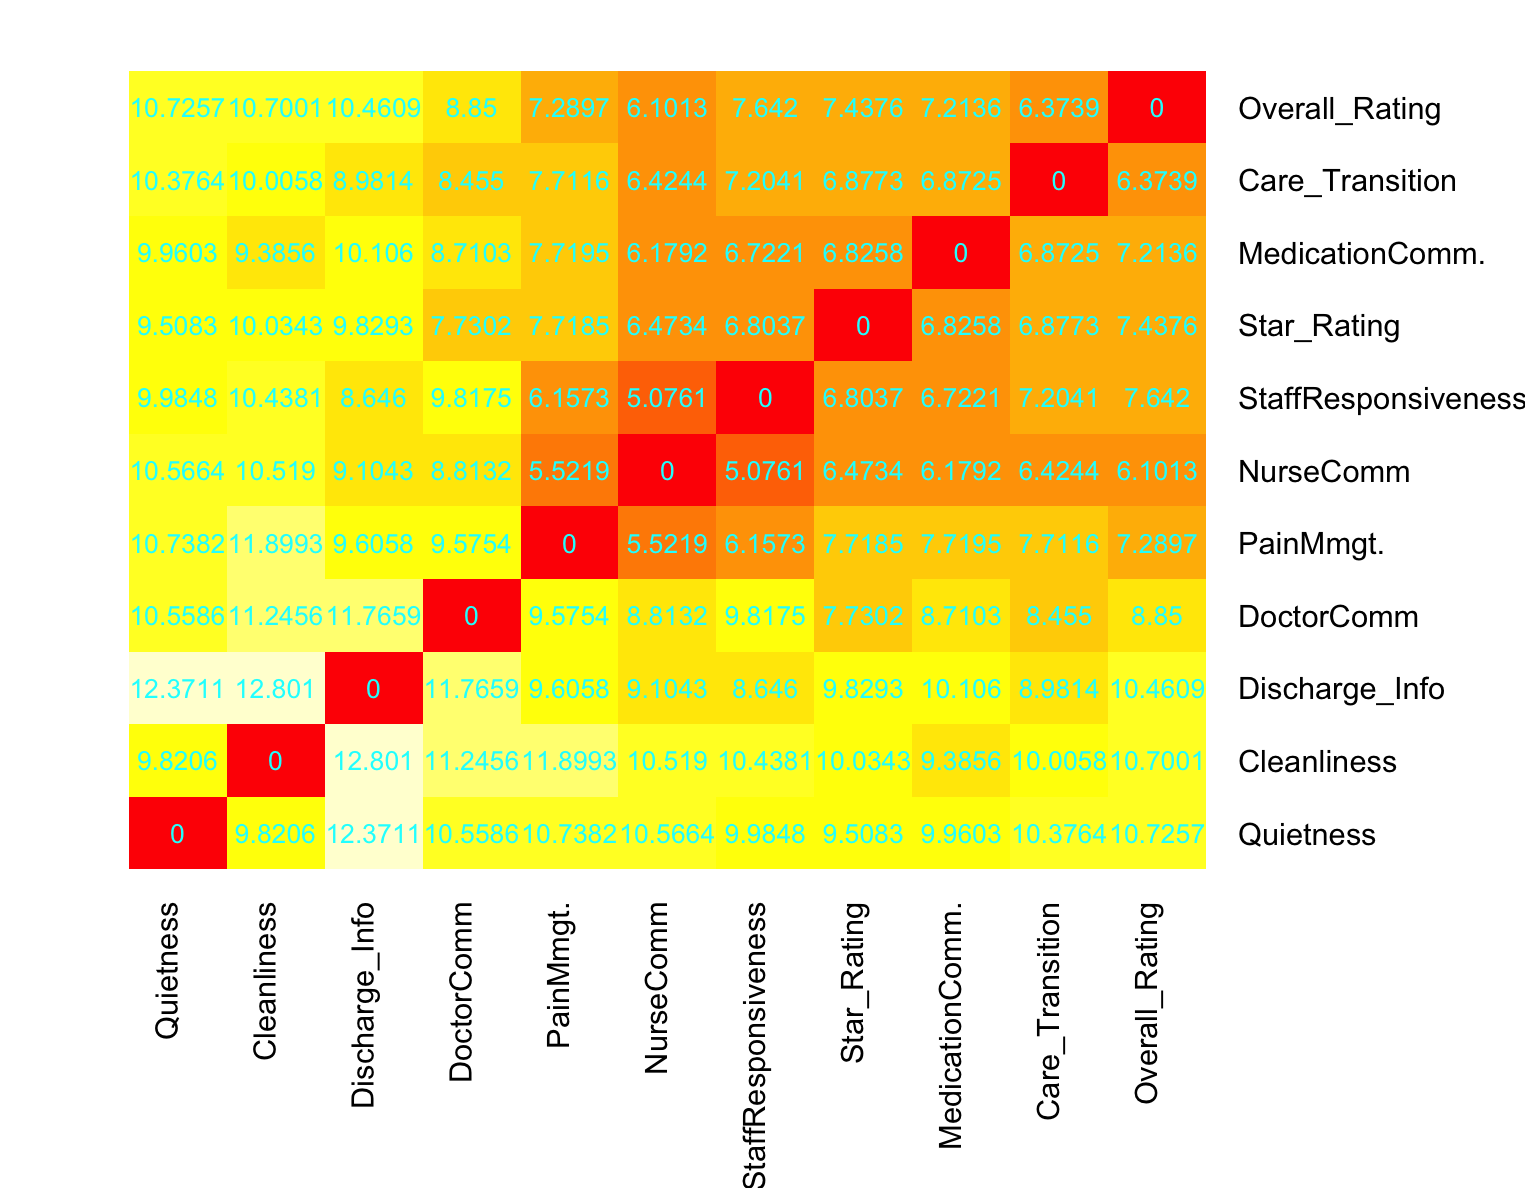 10.7257 10.7001 10.4609 8.85 7.2897 6.1013 7.642 7.4376 7.2136 6.3739 0 Overall_Rating
10.3764 10.0058 8.9814 8.455 7.7116 6.4244 7.2041 6.8773 6.8725 0 6.3739 Care_Transition
9.9603 9.3856 10.106 8.7103 7.7195 6.1792 6.7221 6.8258 0 6.8725 7.2136 MedicationComm.
9.5083 10.0343 9.8293 7.7302 7.7185 6.4734 6.8037 0 6.8258 6.8773 7.4376 Star_Rating
9.9848 10.4381 8.646 9.8175 6.1573 5.0761 0 6.8037 6.7221 7.2041 7.642 StaffResponsiveness
10.5664 10.519 9.1043 8.8132 5.5219 0 5.0761 6.4734 6.1792 6.4244 6.1013 NurseComm
10.7382 11.8993 9.6058 9.5754 0 5.5219 6.1573 7.7185 7.7195 7.7116 7.2897 PainMmgt.
10.5586 11.2456 11.7659 0 9.5754 8.8132 9.8175 7.7302 8.7103 8.455 8.85 DoctorComm
12.3711 12.801 0 11.7659 9.6058 9.1043 8.646 9.8293 10.106 8.9814 10.4609 Discharge_Info
9.8206 0 12.801 11.2456 11.8993 10.519 10.4381 10.0343 9.3856 10.0058 10.7001 Cleanliness
0 9.8206 12.3711 10.5586 10.7382 10.5664 9.9848 9.5083 9.9603 10.3764 10.7257 Quietness
Quietness
Cleanliness
Discharge_Info
DoctorComm
PainMmgt.
NurseComm
StaffResponsiveness
Star_Rating
MedicationComm.
Care_Transition
Overall_Rating